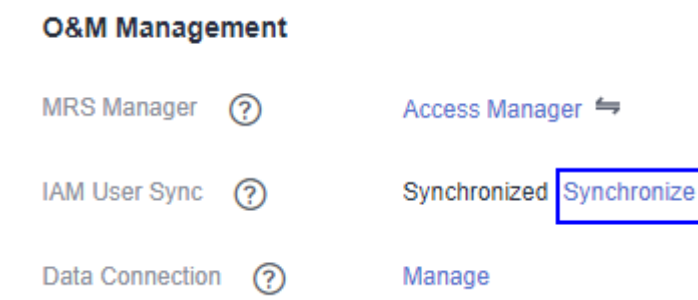 O&M Management
MRS Manager ? Access Manager ⇋
IAM User Sync ? Synchronized Synchronize
Data Connection ? Manage